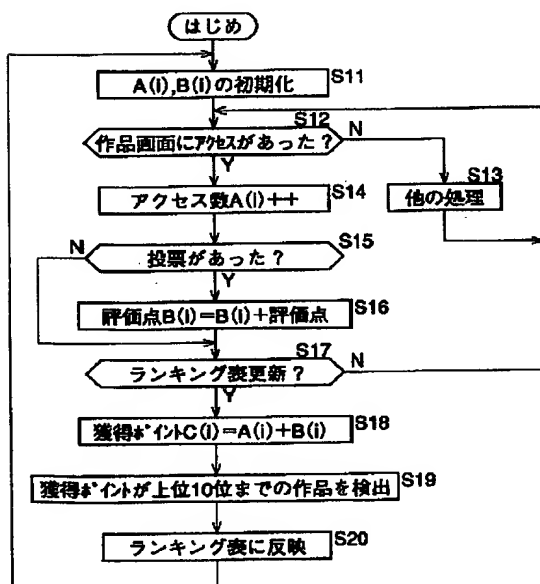 はじめ
A(i),B(i)の初期化 S11
S12
作品画面にアクセスがあった？ N
Y
S13
他の処理
アクセス数A(i)++ S14
N 投票があった？ S15
Y
評価点B(i)=B(i)+評価点 S16
S17
ランキング表更新？ N
Y
獲得ポイントC(i)=A(i)+B(i) S18
獲得ポイントが上位10位までの作品を検出 S19
ランキング表に反映 S20